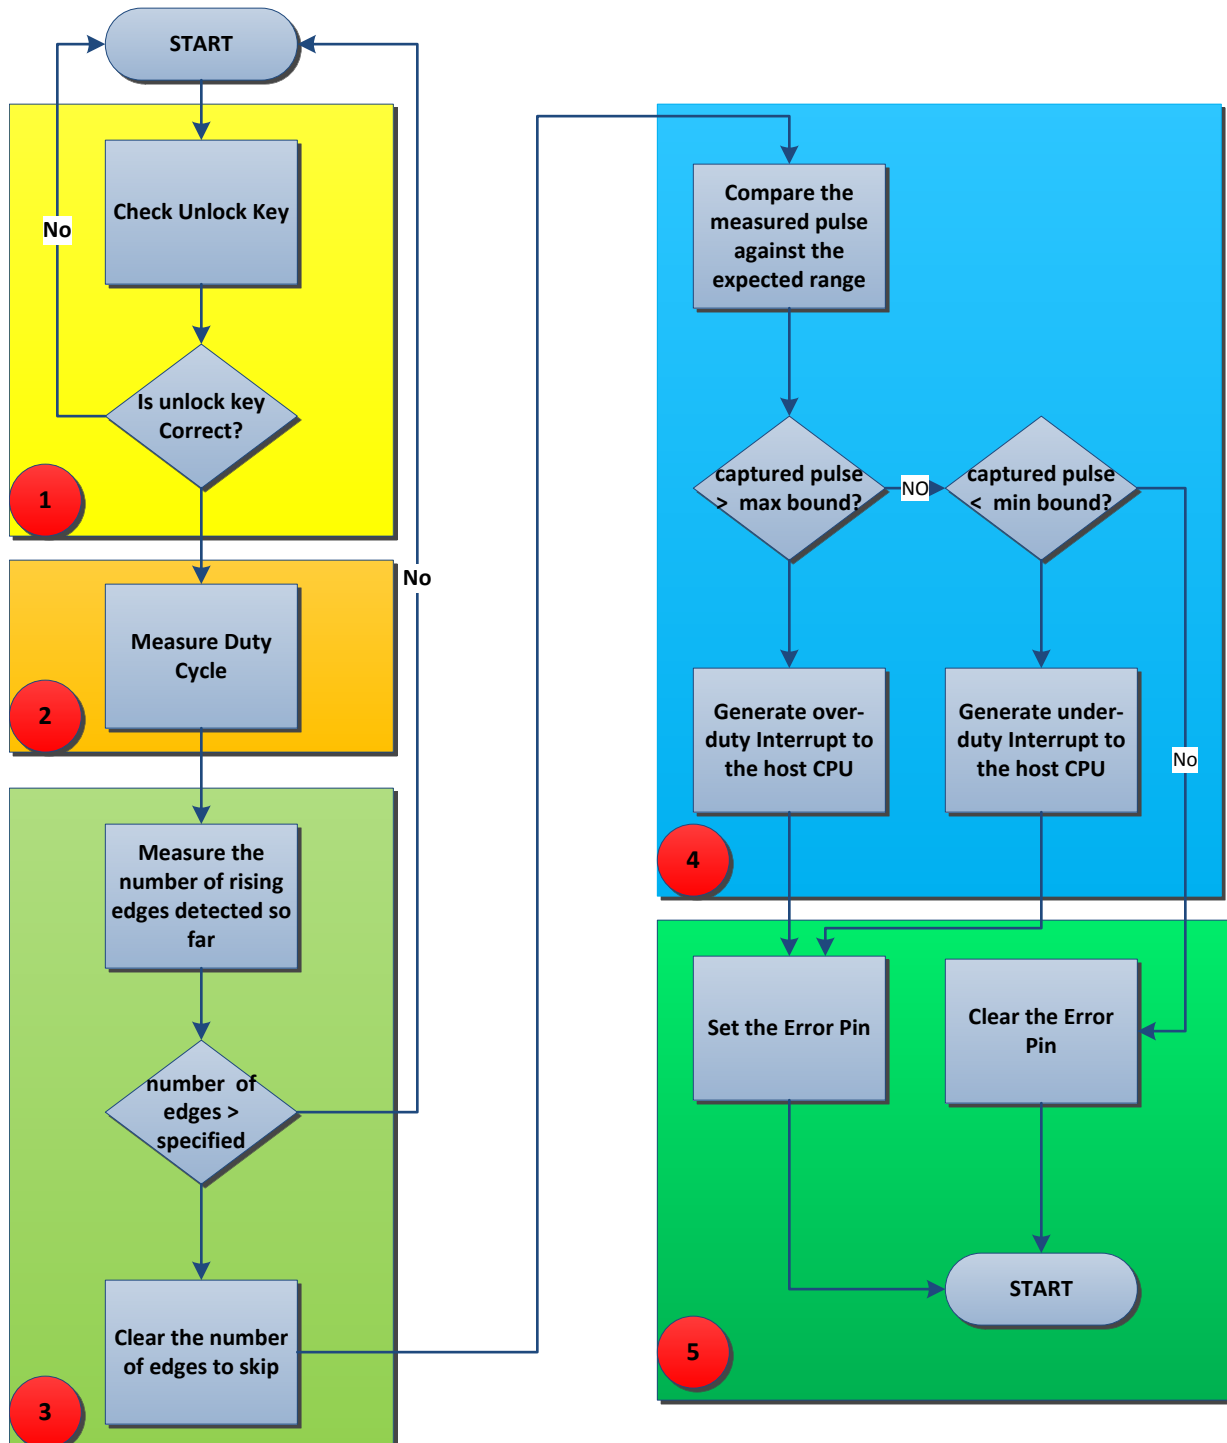 START
Check Unlock Key
No
Is unlock key
Correct?
1
No
Measure Duty
Cycle
2
Measure the
number of rising
edges detected so
far
number of
edges >
specified
Clear the number
of edges to skip
3
Compare the
measured pulse
against the
expected range
captured pulse
> max bound?
NO
captured pulse
< min bound?
Generate over-
duty Interrupt to
the host CPU
Generate under-
duty Interrupt to
the host CPU
No
4
Set the Error Pin
Clear the Error
Pin
START
5